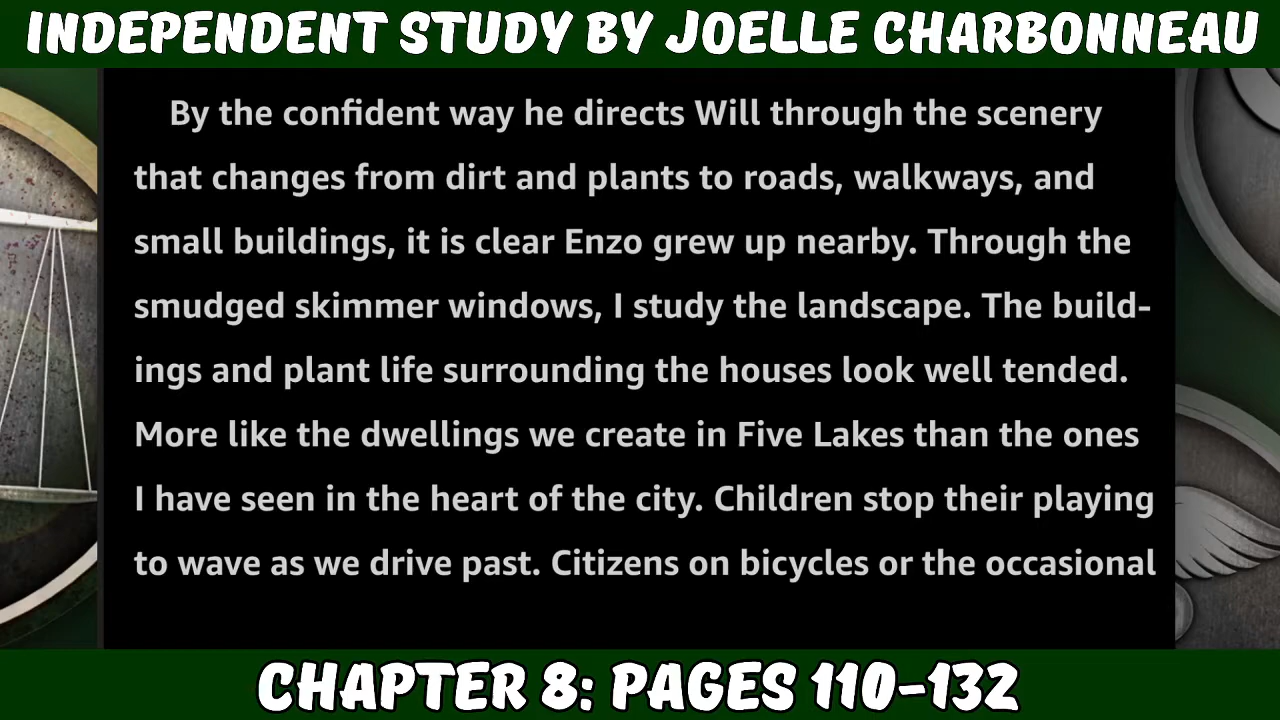 INDEPENDENT STUDY BY JOELLE CHARBONNEAU
By the confident way he directs Will through the scenery
that changes from dirt and plants to roads, walkways, and
small buildings, it is clear Enzo grew up nearby. Through the
smudged skimmer windows, I study the landscape. The build-
ings and plant life surrounding the houses look well tended.
More like the dwellings we create in Five Lakes than the ones
I have seen in the heart of the city. Children stop their playing
to wave as we drive past. Citizens on bicycles or the occasional
CHAPTER 8: PAGES 110-132